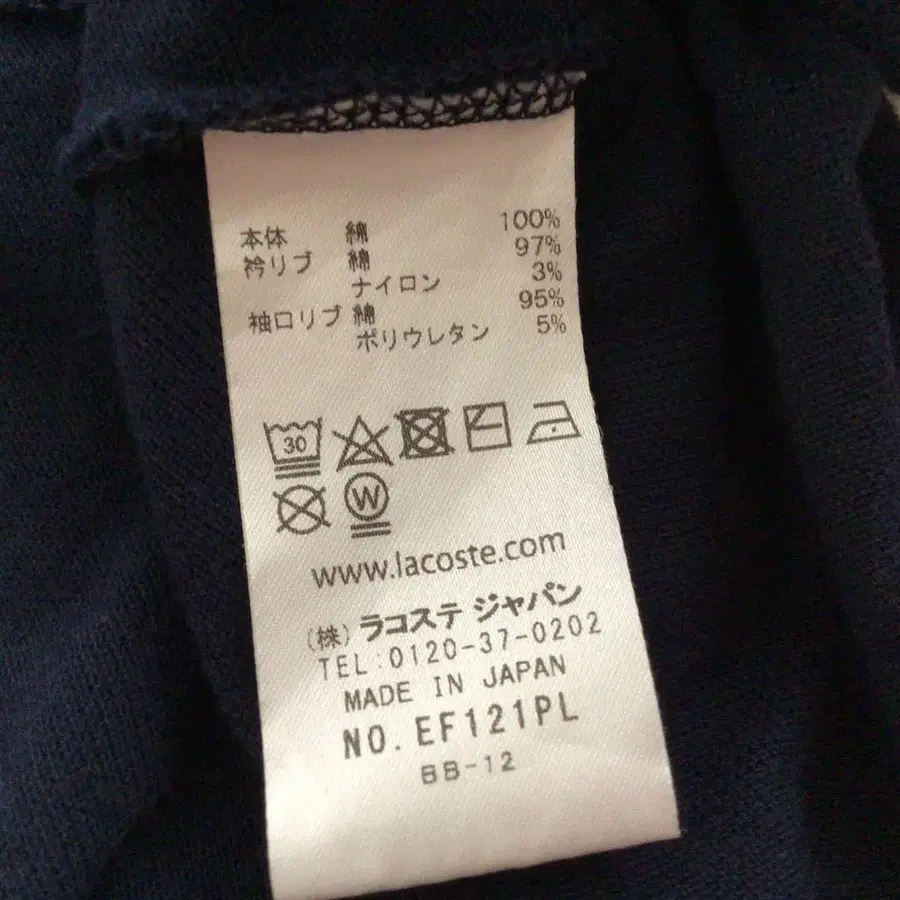 本体 綿 100%
衿リブ 綿 97%
ナイロン 3%
袖口リブ 綿 95%
ポリウレタン 5%
30
W
www.lacoste.com
(株) ラコステ ジャパン
TEL:0120-37-0202
MADE IN JAPAN
NO. EF121PL
BB-12